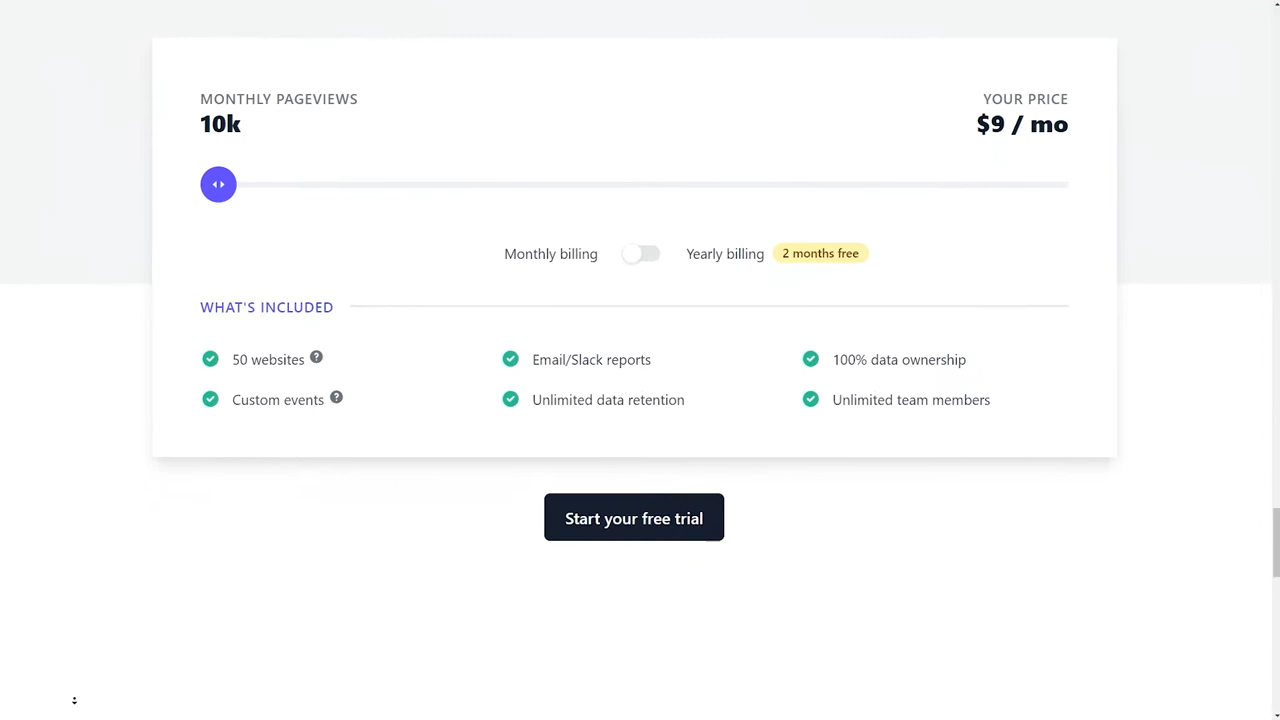 MONTHLY PAGEVIEWS
10k
YOUR PRICE
$9 / mo
Monthly billing
Yearly billing
2 months free
WHAT'S INCLUDED
50 websites ?
Email/Slack reports
100% data ownership
Custom events ?
Unlimited data retention
Unlimited team members
Start your free trial